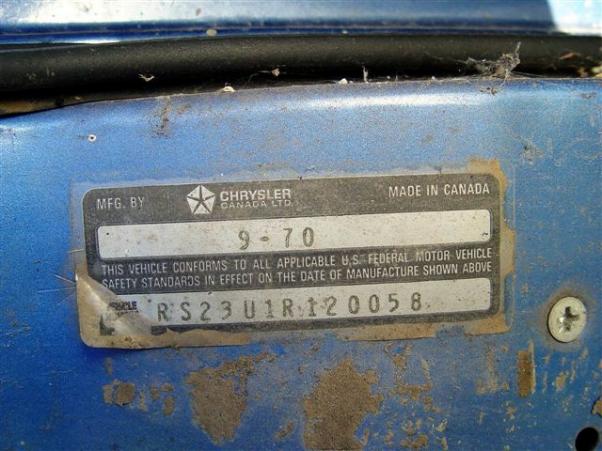 MFG. BY CHRYSLER CANADA LTD. MADE IN CANADA
9-70
THIS VEHICLE CONFORMS TO ALL APPLICABLE U.S. FEDERAL MOTOR VEHICLE
SAFETY STANDARDS IN EFFECT ON THE DATE OF MANUFACTURE SHOWN ABOVE
RS23U1R120058